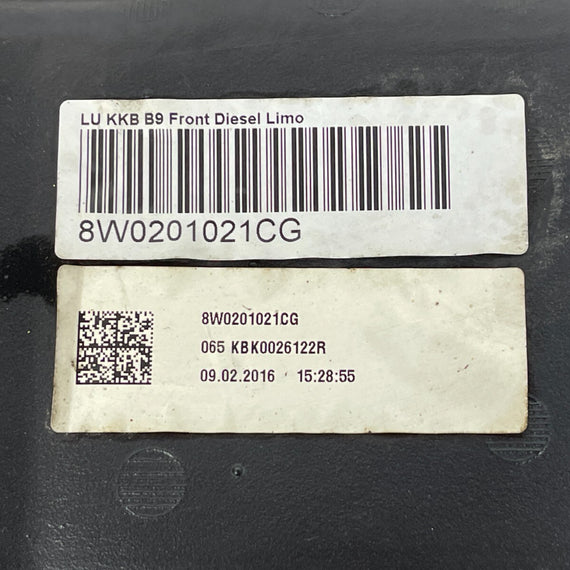 LU KKB B9 Front Diesel Limo
8W0201021CG
8W0201021CG
065 KBK0026122R
09.02.2016 15:28:55